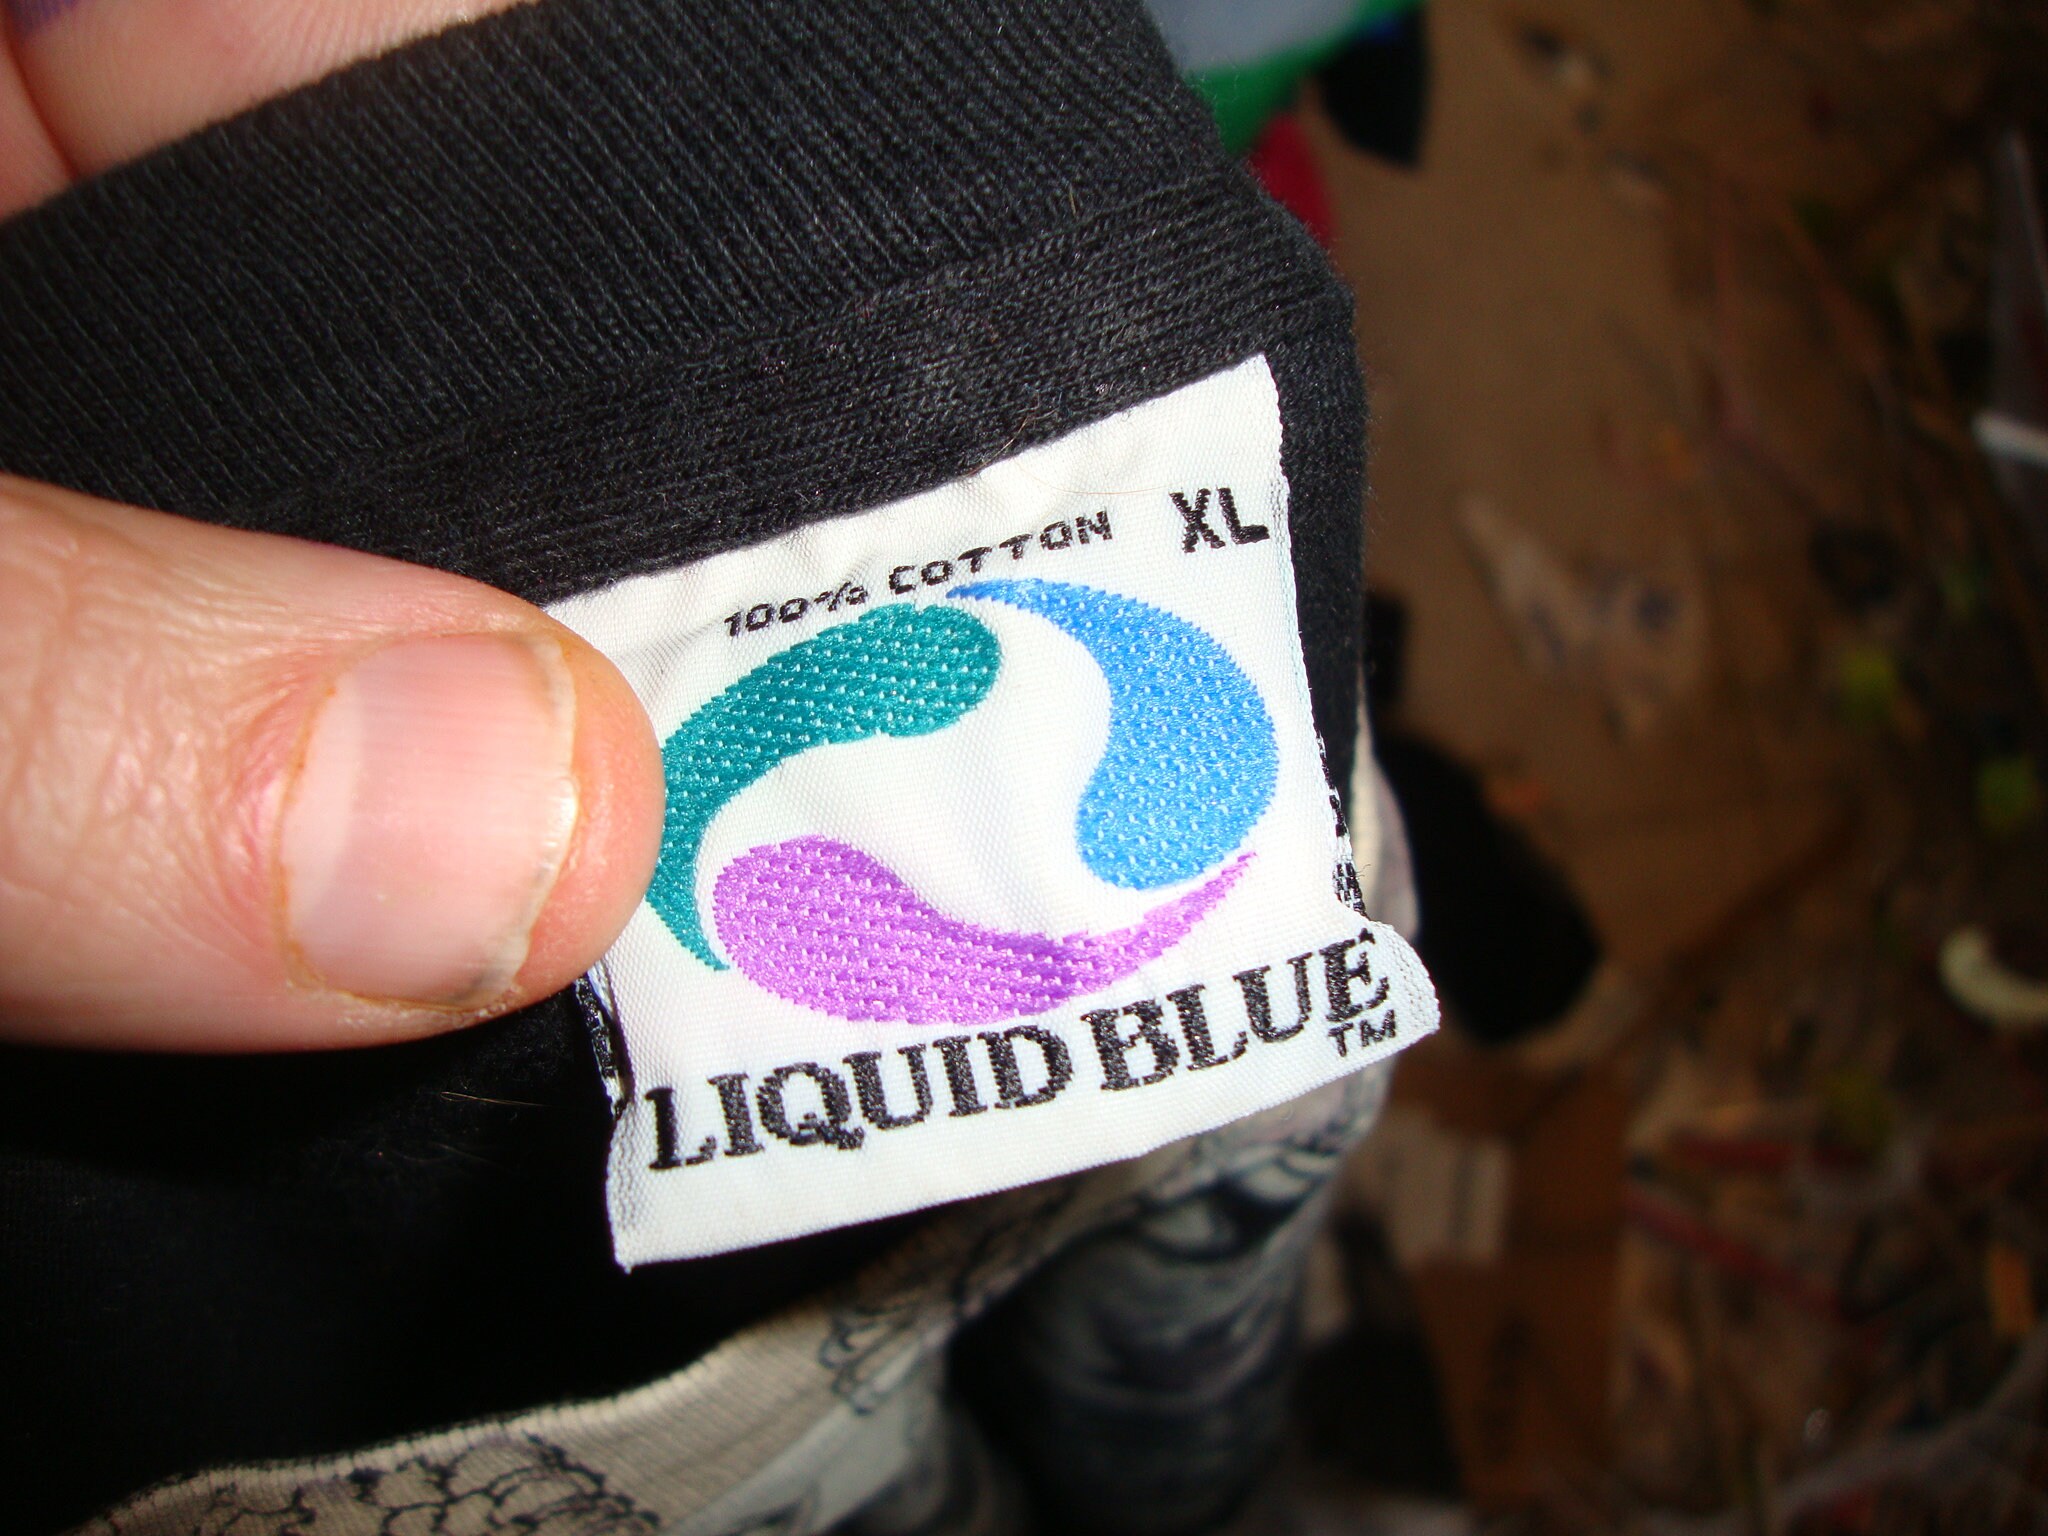 100% COTTON XL
LIQUID BLUE
TM